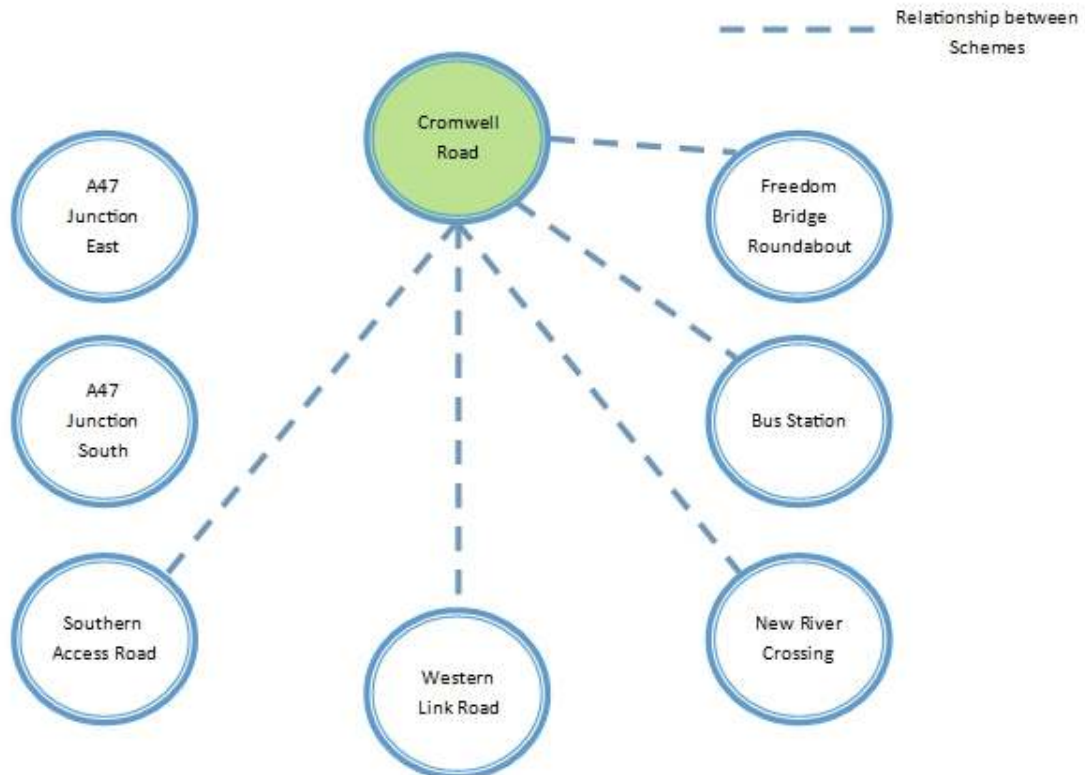 Relationship between
Schemes
Cromwell
Road
A47
Junction
East
Freedom
Bridge
Roundabout
A47
Junction
South
Bus Station
Southern
Access Road
Western
Link Road
New River
Crossing